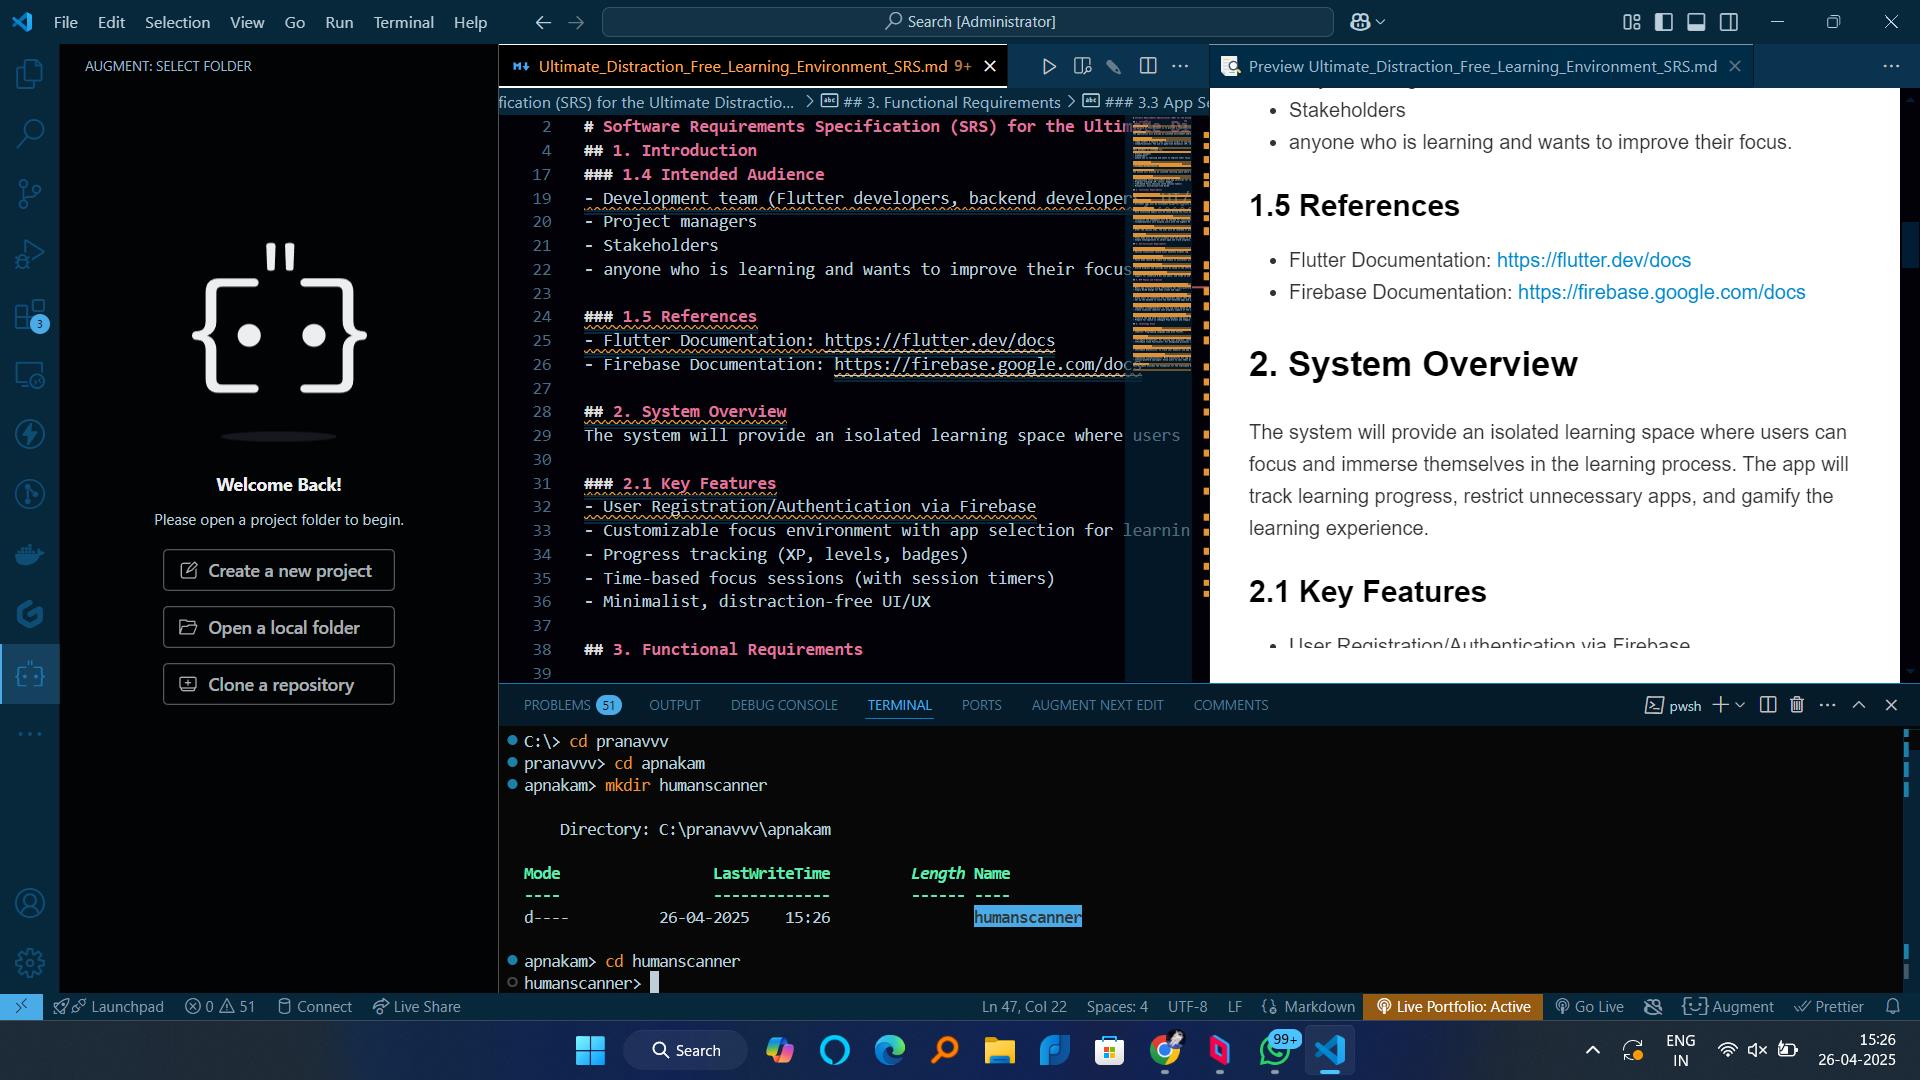 File Edit Selection View Go Run Terminal Help
Search [Administrator]
AUGMENT: SELECT FOLDER
Welcome Back!
Please open a project folder to begin.
Create a new project
Open a local folder
Clone a repository
3
Ultimate_Distraction_Free_Learning_Environment_SRS.md 9+
fication (SRS) for the Ultimate Distractio... > ## 3. Functional Requirements > ### 3.3 App Se
2 # Software Requirements Specification (SRS) for the Ultimate Di
4 ## 1. Introduction
17 ### 1.4 Intended Audience
19 - Development team (Flutter developers, backend developer
20 - Project managers
21 - Stakeholders
22 - anyone who is learning and wants to improve their focus
23
24 ### 1.5 References
25 - Flutter Documentation: https://flutter.dev/docs
26 - Firebase Documentation: https://firebase.google.com/doc
27
28 ## 2. System Overview
29 The system will provide an isolated learning space where users
30
31 ### 2.1 Key Features
32 - User Registration/Authentication via Firebase
33 - Customizable focus environment with app selection for learnin
34 - Progress tracking (XP, levels, badges)
35 - Time-based focus sessions (with session timers)
36 - Minimalist, distraction-free UI/UX
37
38 ## 3. Functional Requirements
39
Preview Ultimate_Distraction_Free_Learning_Environment_SRS.md
• Stakeholders
• anyone who is learning and wants to improve their focus.
1.5 References
• Flutter Documentation: https://flutter.dev/docs
• Firebase Documentation: https://firebase.google.com/docs
2. System Overview
The system will provide an isolated learning space where users can
focus and immerse themselves in the learning process. The app will
track learning progress, restrict unnecessary apps, and gamify the
learning experience.
2.1 Key Features
• User Registration/Authentication via Firebase
PROBLEMS 51 OUTPUT DEBUG CONSOLE TERMINAL PORTS AUGMENT NEXT EDIT COMMENTS
pwsh
C:\> cd pranavvv
pranavvv> cd apnakam
apnakam> mkdir humanscanner
Directory: C:\pranavvv\apnakam
Mode LastWriteTime Length Name
---- ------------- ------ ----
d---- 26-04-2025 15:26 humanscanner
apnakam> cd humanscanner
humanscanner>
Launchpad 0 51 Connect Live Share
Ln 47, Col 22 Spaces: 4 UTF-8 LF Markdown Live Portfolio: Active Go Live Augment Prettier
Search
99+
ENG
IN
15:26
26-04-2025